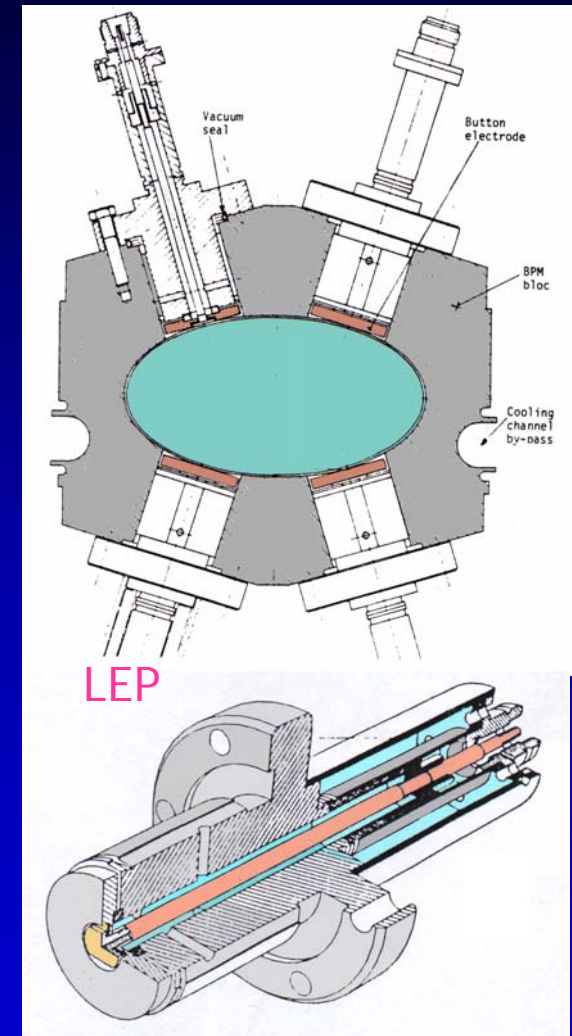 Vacuum
seal
Button
electrode
BPM
bloc
Cooling
channel
by-pass
LEP